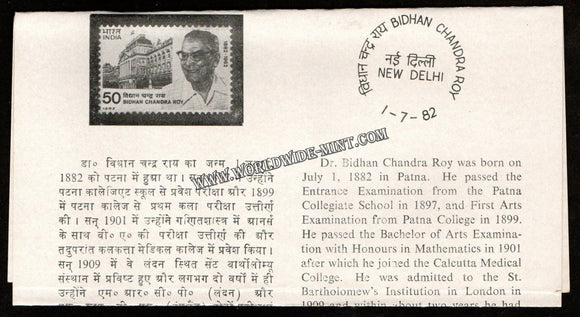 भारत
INDIA
1882-1962
50
विधान चन्द्र राय
BIDHAN CHANDRA ROY
विधान चन्द्र राय BIDHAN CHANDRA ROY
नई दिल्ली
NEW DELHI
1-7-82
WWW.WORLDWIDE-MINT.COM
डा० विधान चन्द्र राय का जन्म
1882 को पटना में हुआ था।
पटना कालेजिएट स्कूल से प्रवेश परीक्षा और 1899
में पटना कालेज से प्रथम कला परीक्षा उत्तीर्ण
की। सन् 1901 में उन्होंने गणितशास्त्र में आनर्स
के साथ बी० ए० की परीक्षा उत्तीर्ण की और
तदुपरांत कलकत्ता मेडिकल कालेज में प्रवेश किया।
सन् 1909 में वे लंदन स्थित सेंट बार्थोलोम्यू
संस्थान में प्रविष्ट हुए और लगभग दो वर्षों में ही
उन्होंने एम० आर० सी० पी० (लंदन) और
Dr. Bidhan Chandra Roy was born on
July 1, 1882 in Patna. He passed the
Entrance Examination from the Patna
Collegiate School in 1897, and First Arts
Examination from Patna College in 1899.
He passed the Bachelor of Arts Examina-
tion with Honours in Mathematics in 1901
after which he joined the Calcutta Medical
College. He was admitted to the St.
Bartholomew's Institution in London in
1909 and within about two years he had